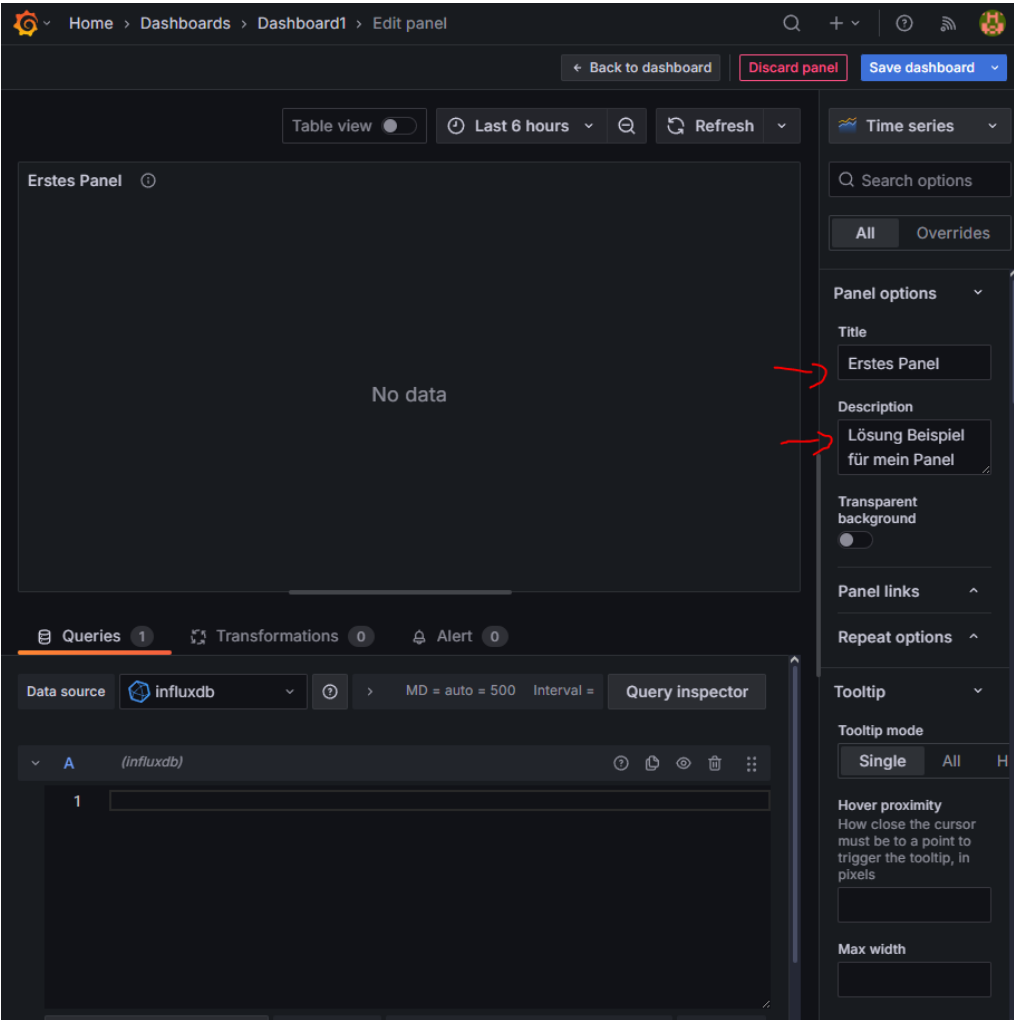 Home › Dashboards › Dashboard1 › Edit panel
← Back to dashboard
Discard panel
Save dashboard
Table view
Last 6 hours
Refresh
Time series
Erstes Panel
Search options
All
Overrides
Panel options
Title
Erstes Panel
No data
Description
Lösung Beispiel
für mein Panel
Transparent
background
Panel links
Repeat options
Queries 1
Transformations 0
Alert 0
Data source
influxdb
MD = auto = 500
Interval =
Query inspector
A
(influxdb)
1
Tooltip
Tooltip mode
Single
All
H
Hover proximity
How close the cursor
must be to a point to
trigger the tooltip, in
pixels
Max width